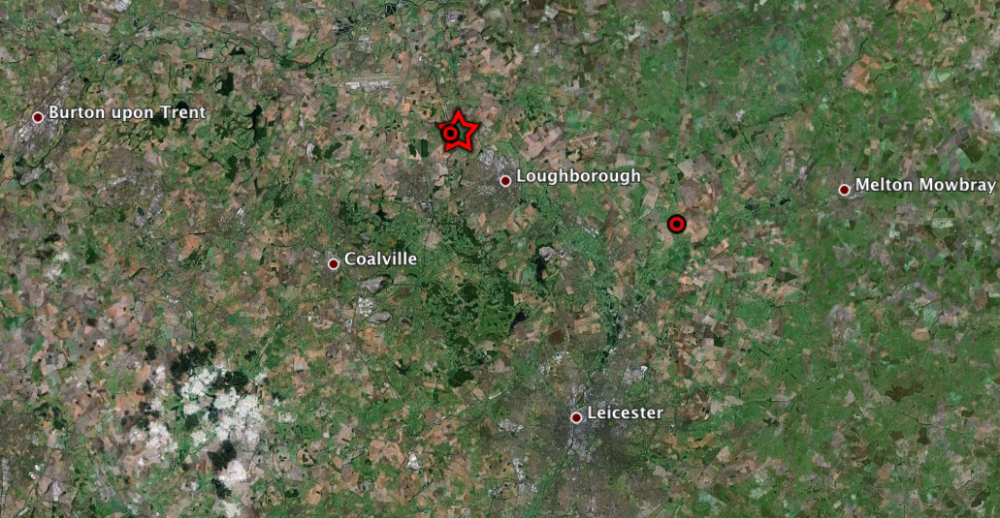 Burton upon Trent
Loughborough
Melton Mowbray
Coalville
Leicester